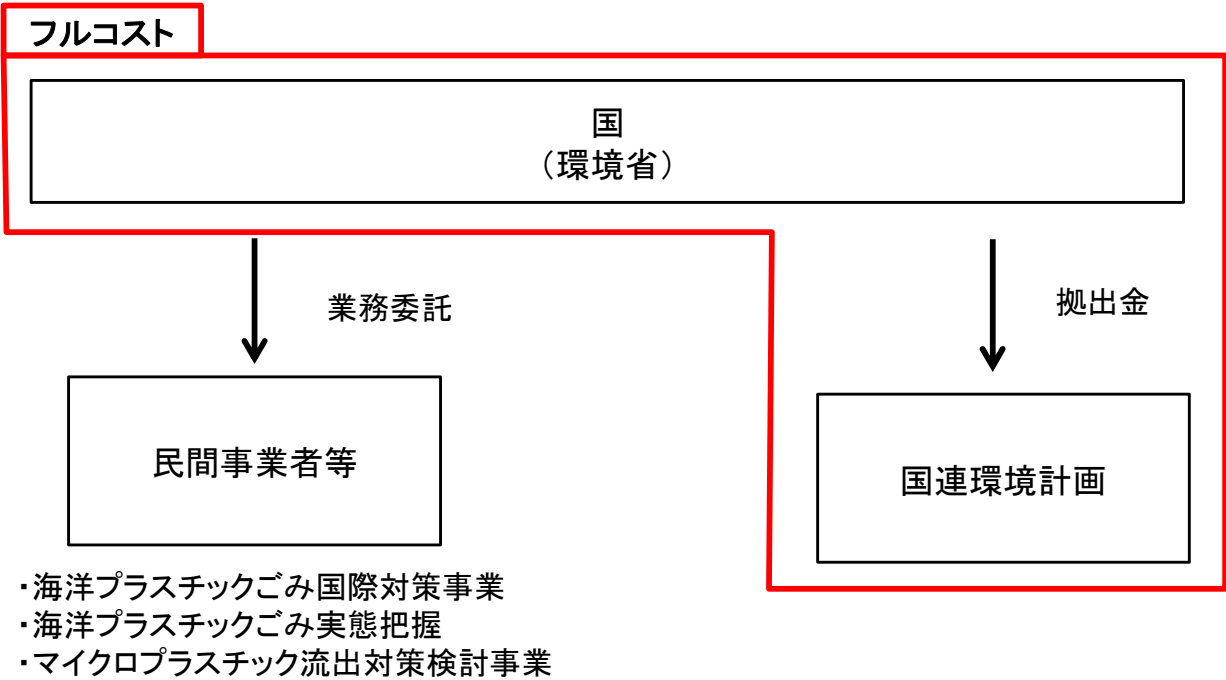 フルコスト
国
（環境省）
業務委託
拠出金
民間事業者等
国連環境計画
・海洋プラスチックごみ国際対策事業
・海洋プラスチックごみ実態把握
・マイクロプラスチック流出対策検討事業